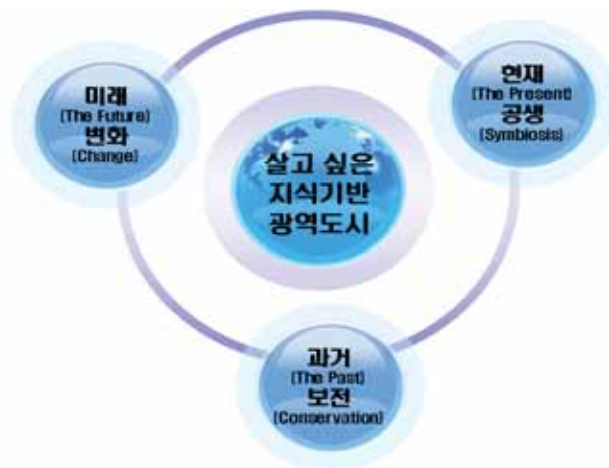 미래
(The Future)
변화
(Change)
현재
(The Present)
공생
(Symbiosis)
살고 싶은
지식기반
광역도시
과거
(The Past)
보전
(Conservation)